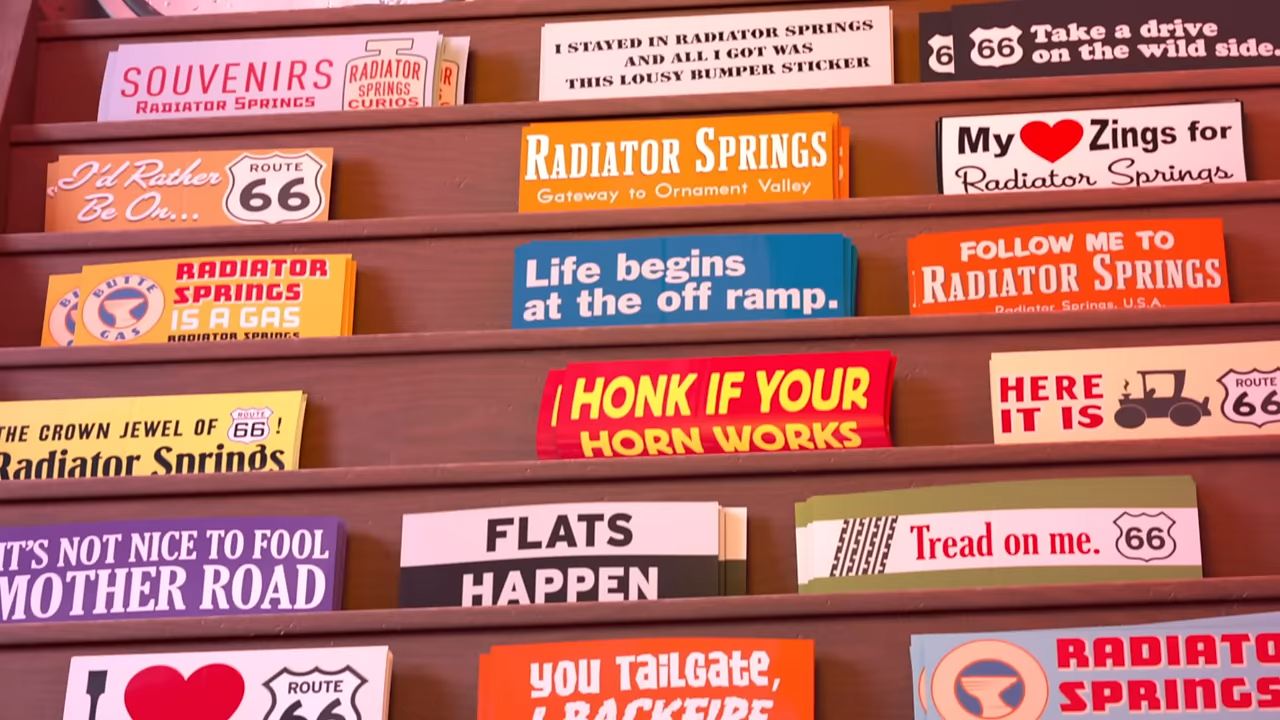 SOUVENIRS
RADIATOR SPRINGS
RADIATOR
SPRINGS
CURIOS
I STAYED IN RADIATOR SPRINGS
AND ALL I GOT WAS
THIS LOUSY BUMPER STICKER
6
66
Take a drive
on the wild side.
I'd Rather
Be On...
ROUTE
66
RADIATOR SPRINGS
Gateway to Ornament Valley
My Zings for
Radiator Springs
BUTTE
GAS
RADIATOR
SPRINGS
IS A GAS
RADIATOR SPRINGS
Life begins
at the off ramp.
FOLLOW ME TO
RADIATOR SPRINGS
Radiator Springs, U.S.A.
THE CROWN JEWEL OF
ROUTE
66
!
Radiator Springs
HONK IF YOUR
HORN WORKS
HERE
IT IS
ROUTE
66
IT'S NOT NICE TO FOOL
MOTHER ROAD
FLATS
HAPPEN
Tread on me.
66
I
ROUTE
66
YOU TAILGATE,
I BACKFIRE
RADIATO
SPRINGS